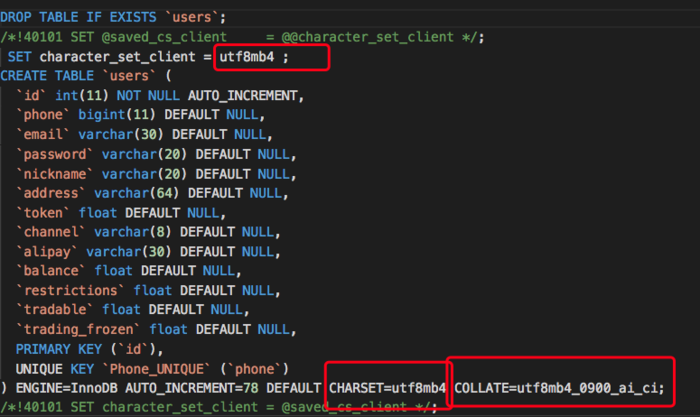 DROP TABLE IF EXISTS `users`;
/*!40101 SET @saved_cs_client     = @@character_set_client */;
 SET character_set_client = utf8mb4 ;
CREATE TABLE `users` (
  `id` int(11) NOT NULL AUTO_INCREMENT,
  `phone` bigint(11) DEFAULT NULL,
  `email` varchar(30) DEFAULT NULL,
  `password` varchar(20) DEFAULT NULL,
  `nickname` varchar(20) DEFAULT NULL,
  `address` varchar(64) DEFAULT NULL,
  `token` float DEFAULT NULL,
  `channel` varchar(8) DEFAULT NULL,
  `alipay` varchar(30) DEFAULT NULL,
  `balance` float DEFAULT NULL,
  `restrictions` float DEFAULT NULL,
  `tradable` float DEFAULT NULL,
  `trading_frozen` float DEFAULT NULL,
  PRIMARY KEY (`id`),
  UNIQUE KEY `Phone_UNIQUE` (`phone`)
) ENGINE=InnoDB AUTO_INCREMENT=78 DEFAULT CHARSET=utf8mb4 COLLATE=utf8mb4_0900_ai_ci;
/*!40101 SET character_set_client = @saved_cs_client */;